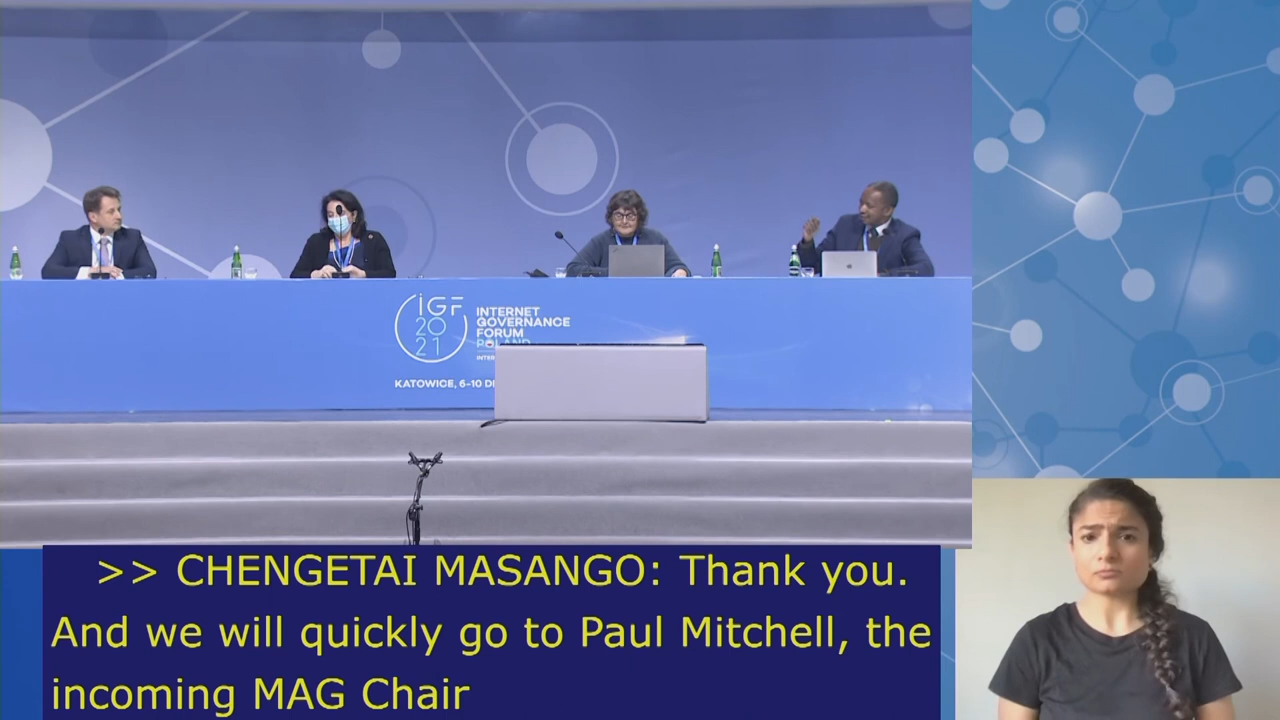 IGF
20
21
INTERNET
GOVERNANCE
FORUM
POLAND
INTER
KATOWICE, 6-10 D
>> CHENGETAI MASANGO: Thank you.
And we will quickly go to Paul Mitchell, the
incoming MAG Chair